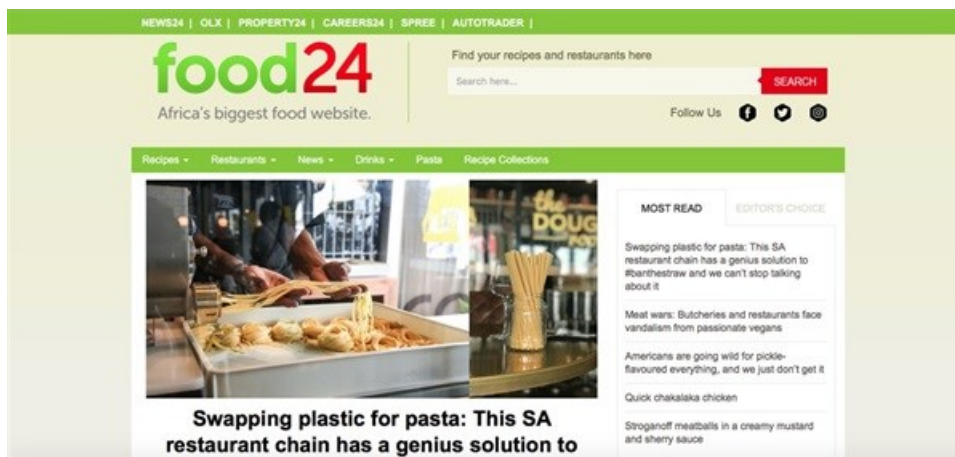 NEWS24 | OLX | PROPERTY24 | CAREERS24 | SPREE | AUTOTRADER |
food24
Africa's biggest food website.
Find your recipes and restaurants here
Search here...
SEARCH
Follow Us
Recipes Restaurants News Drinks Pasta Recipe Collections
the
DOUG
Swapping plastic for pasta: This SA
restaurant chain has a genius solution to
MOST READ
EDITOR'S CHOICE
Swapping plastic for pasta: This SA
restaurant chain has a genius solution to
#banthestraw and we can't stop talking
about it
Meat wars: Butcheries and restaurants face
vandalism from passionate vegans
Americans are going wild for pickle-
flavoured everything, and we just don't get it
Quick chakalaka chicken
Stroganoff meatballs in a creamy mustard
and sherry sauce